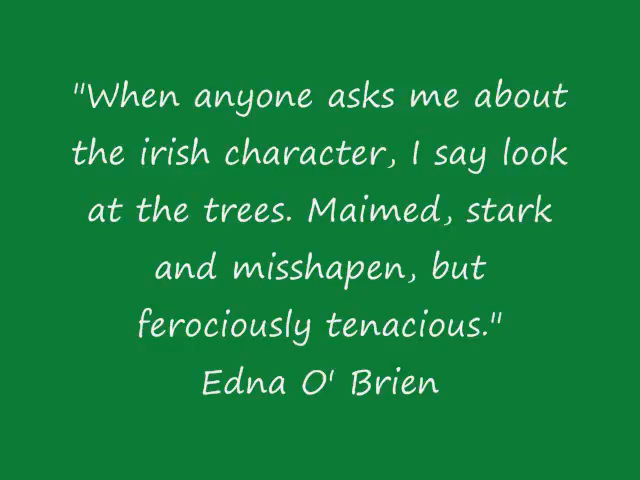 "When anyone asks me about
the irish character, I say look
at the trees. Maimed, stark
and misshapen, but
ferociously tenacious."
Edna O' Brien